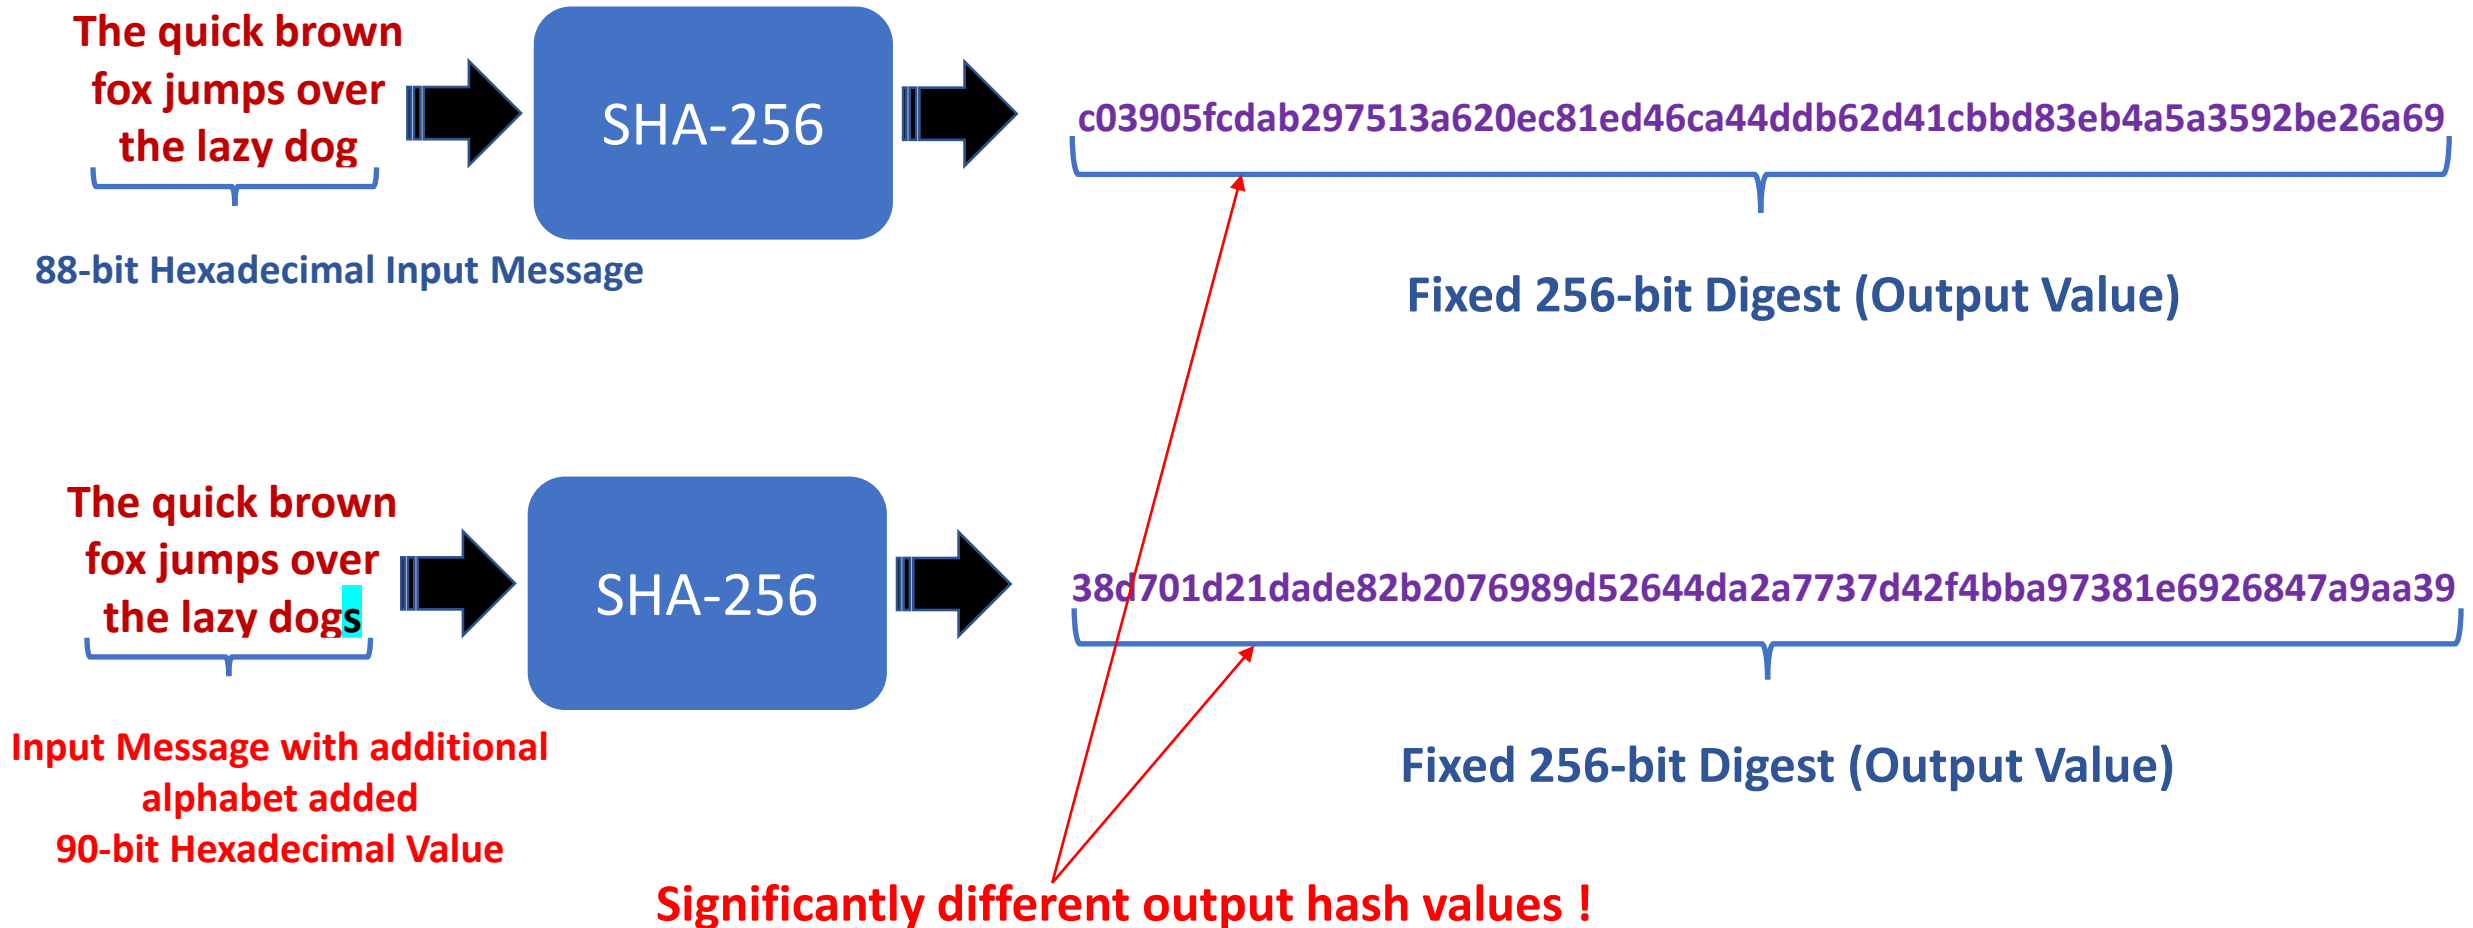 The quick brown
fox jumps over
the lazy dog
SHA-256
c03905fcdab297513a620ec81ed46ca44ddb62d41cbbd83eb4a5a3592be26a69
88-bit Hexadecimal Input Message
Fixed 256-bit Digest (Output Value)
The quick brown
fox jumps over
the lazy dogs
SHA-256
38d701d21dade82b2076989d52644da2a7737d42f4bba97381e6926847a9aa39
Input Message with additional
alphabet added
90-bit Hexadecimal Value
Fixed 256-bit Digest (Output Value)
Significantly different output hash values !